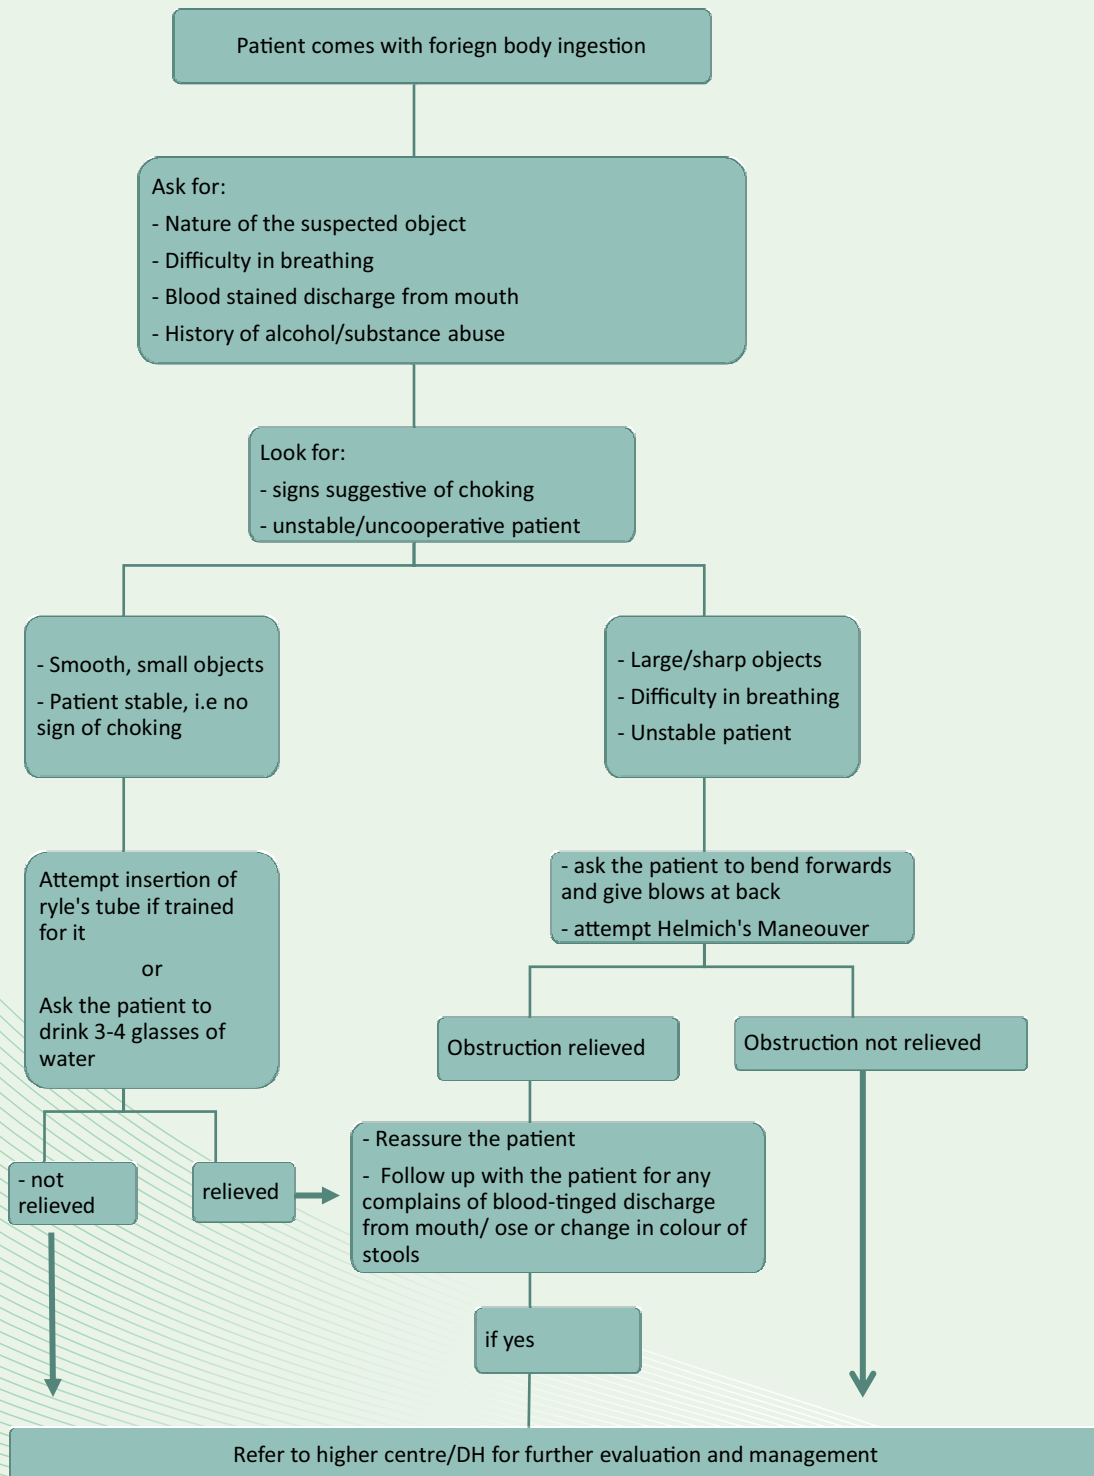 Patient comes with foriegn body ingestion
Ask for:
- Nature of the suspected object
- Difficulty in breathing
- Blood stained discharge from mouth
- History of alcohol/substance abuse
Look for:
- signs suggestive of choking
- unstable/uncooperative patient
- Smooth, small objects
- Patient stable, i.e no
sign of choking
- Large/sharp objects
- Difficulty in breathing
- Unstable patient
Attempt insertion of
ryle's tube if trained
for it
or
Ask the patient to
drink 3-4 glasses of
water
- ask the patient to bend forwards
and give blows at back
- attempt Helmich's Maneouver
Obstruction relieved
Obstruction not relieved
- not
relieved
relieved
- Reassure the patient
- Follow up with the patient for any
complains of blood-tinged discharge
from mouth/ ose or change in colour of
stools
if yes
Refer to higher centre/DH for further evaluation and management